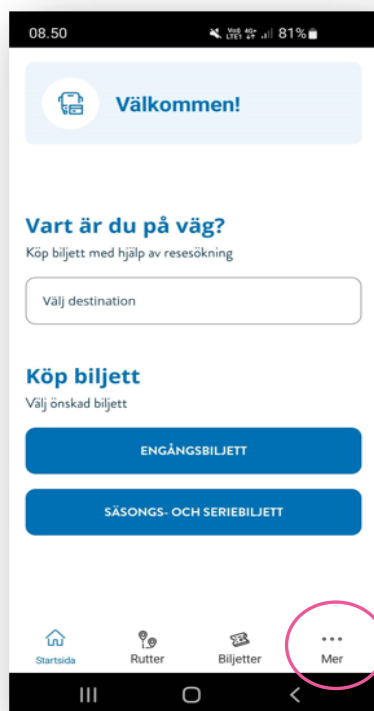 08.50 81%
Välkommen!
Vart är du på väg?
Köp biljett med hjälp av resesökning
Välj destination
Köp biljett
Välj önskad biljett
ENGÅNGSBILJETT
SÄSONGS- OCH SERIEBILJETT
Startsida Rutter Biljetter Mer